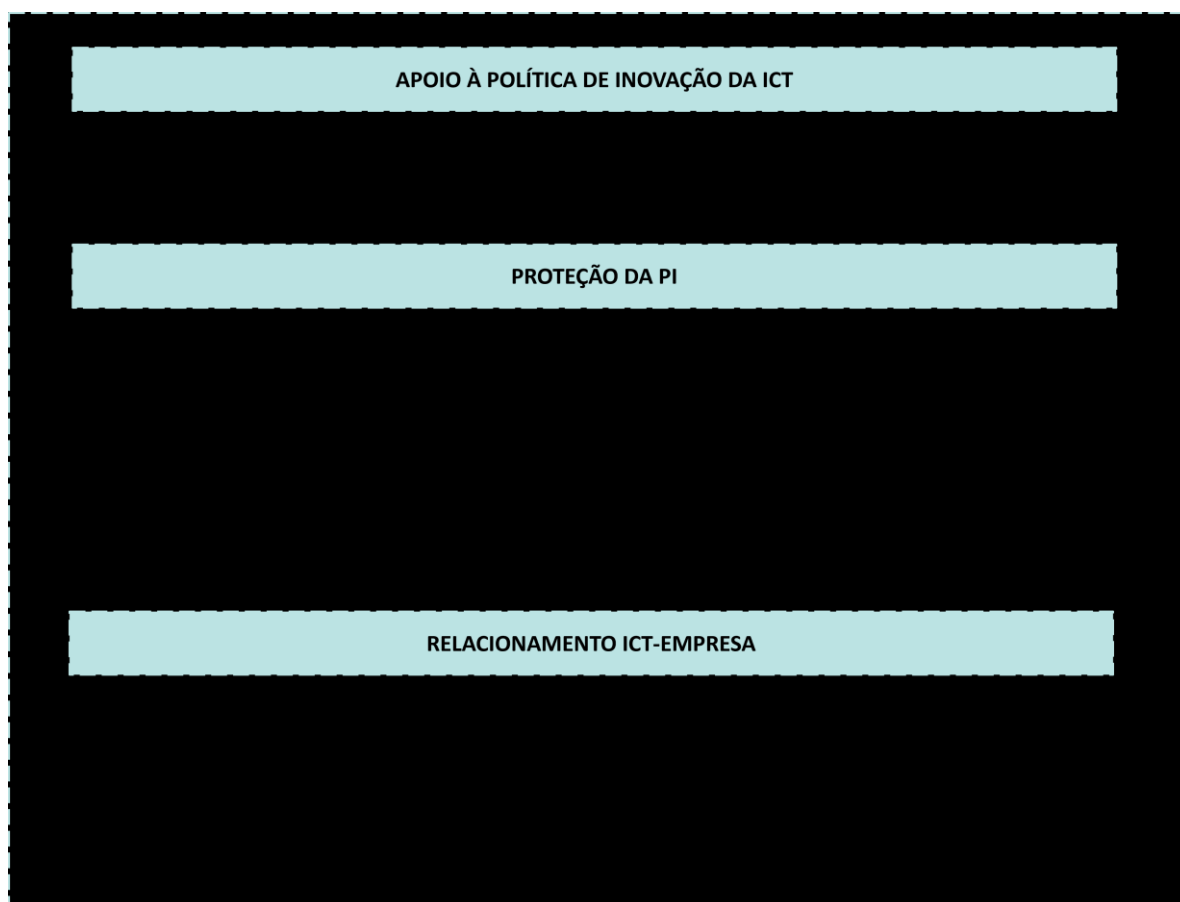 APOIO À POLÍTICA DE INOVAÇÃO DA ICT
PROTEÇÃO DA PI
RELACIONAMENTO ICT-EMPRESA